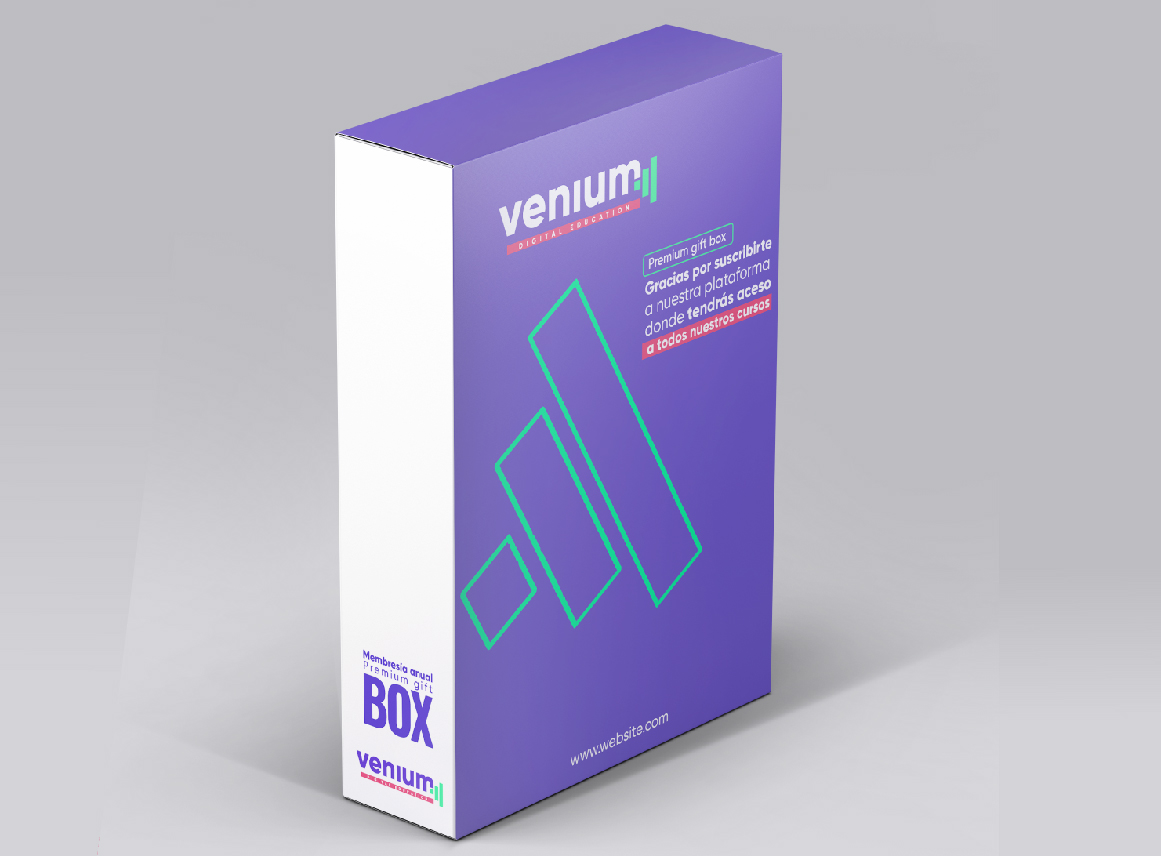 venium
DIGITAL EDUCATION
Premium gift box
Gracias por suscribirte
a nuestra plataforma
donde tendrás aceso
a todos nuestros cursos
www.website.com
Membresía anual
Premium gift
BOX
venium